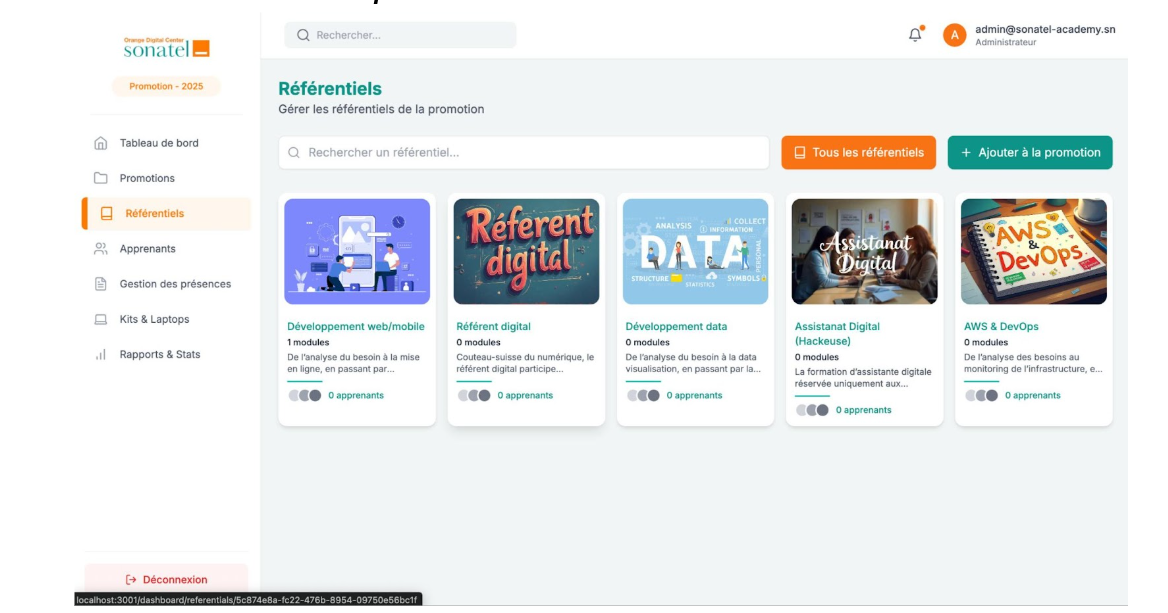 Orange Digital Center
sonatel
Promotion - 2025
Tableau de bord
Promotions
Référentiels
Apprenants
Gestion des présences
Kits & Laptops
Rapports & Stats
Déconnexion
Rechercher...
A
admin@sonatel-academy.sn
Administrateur
Référentiels
Gérer les référentiels de la promotion
Rechercher un référentiel...
Tous les référentiels
+ Ajouter à la promotion
Développement web/mobile
1 modules
De l'analyse du besoin à la mise
en ligne, en passant par...
0 apprenants
Réferent
digital
Référent digital
0 modules
Couteau-suisse du numérique, le
référent digital participe...
0 apprenants
ANALYSIS
COLLECT
INFORMATION
DATA
PERSONAL
STRUCTURE
STATISTICS
SYMBOLS
Développement data
0 modules
De l'analyse du besoin à la data
visualisation, en passant par la...
0 apprenants
Assistanat
Digital
Assistanat Digital
(Hackeuse)
0 modules
La formation d'assistante digitale
réservée uniquement aux...
0 apprenants
AWS
&
DevOps
AWS & DevOps
0 modules
De l'analyse des besoins au
monitoring de l'infrastructure, e...
0 apprenants
localhost:3001/dashboard/referentials/5c874e8a-fc22-476b-8954-09750e56bc1f